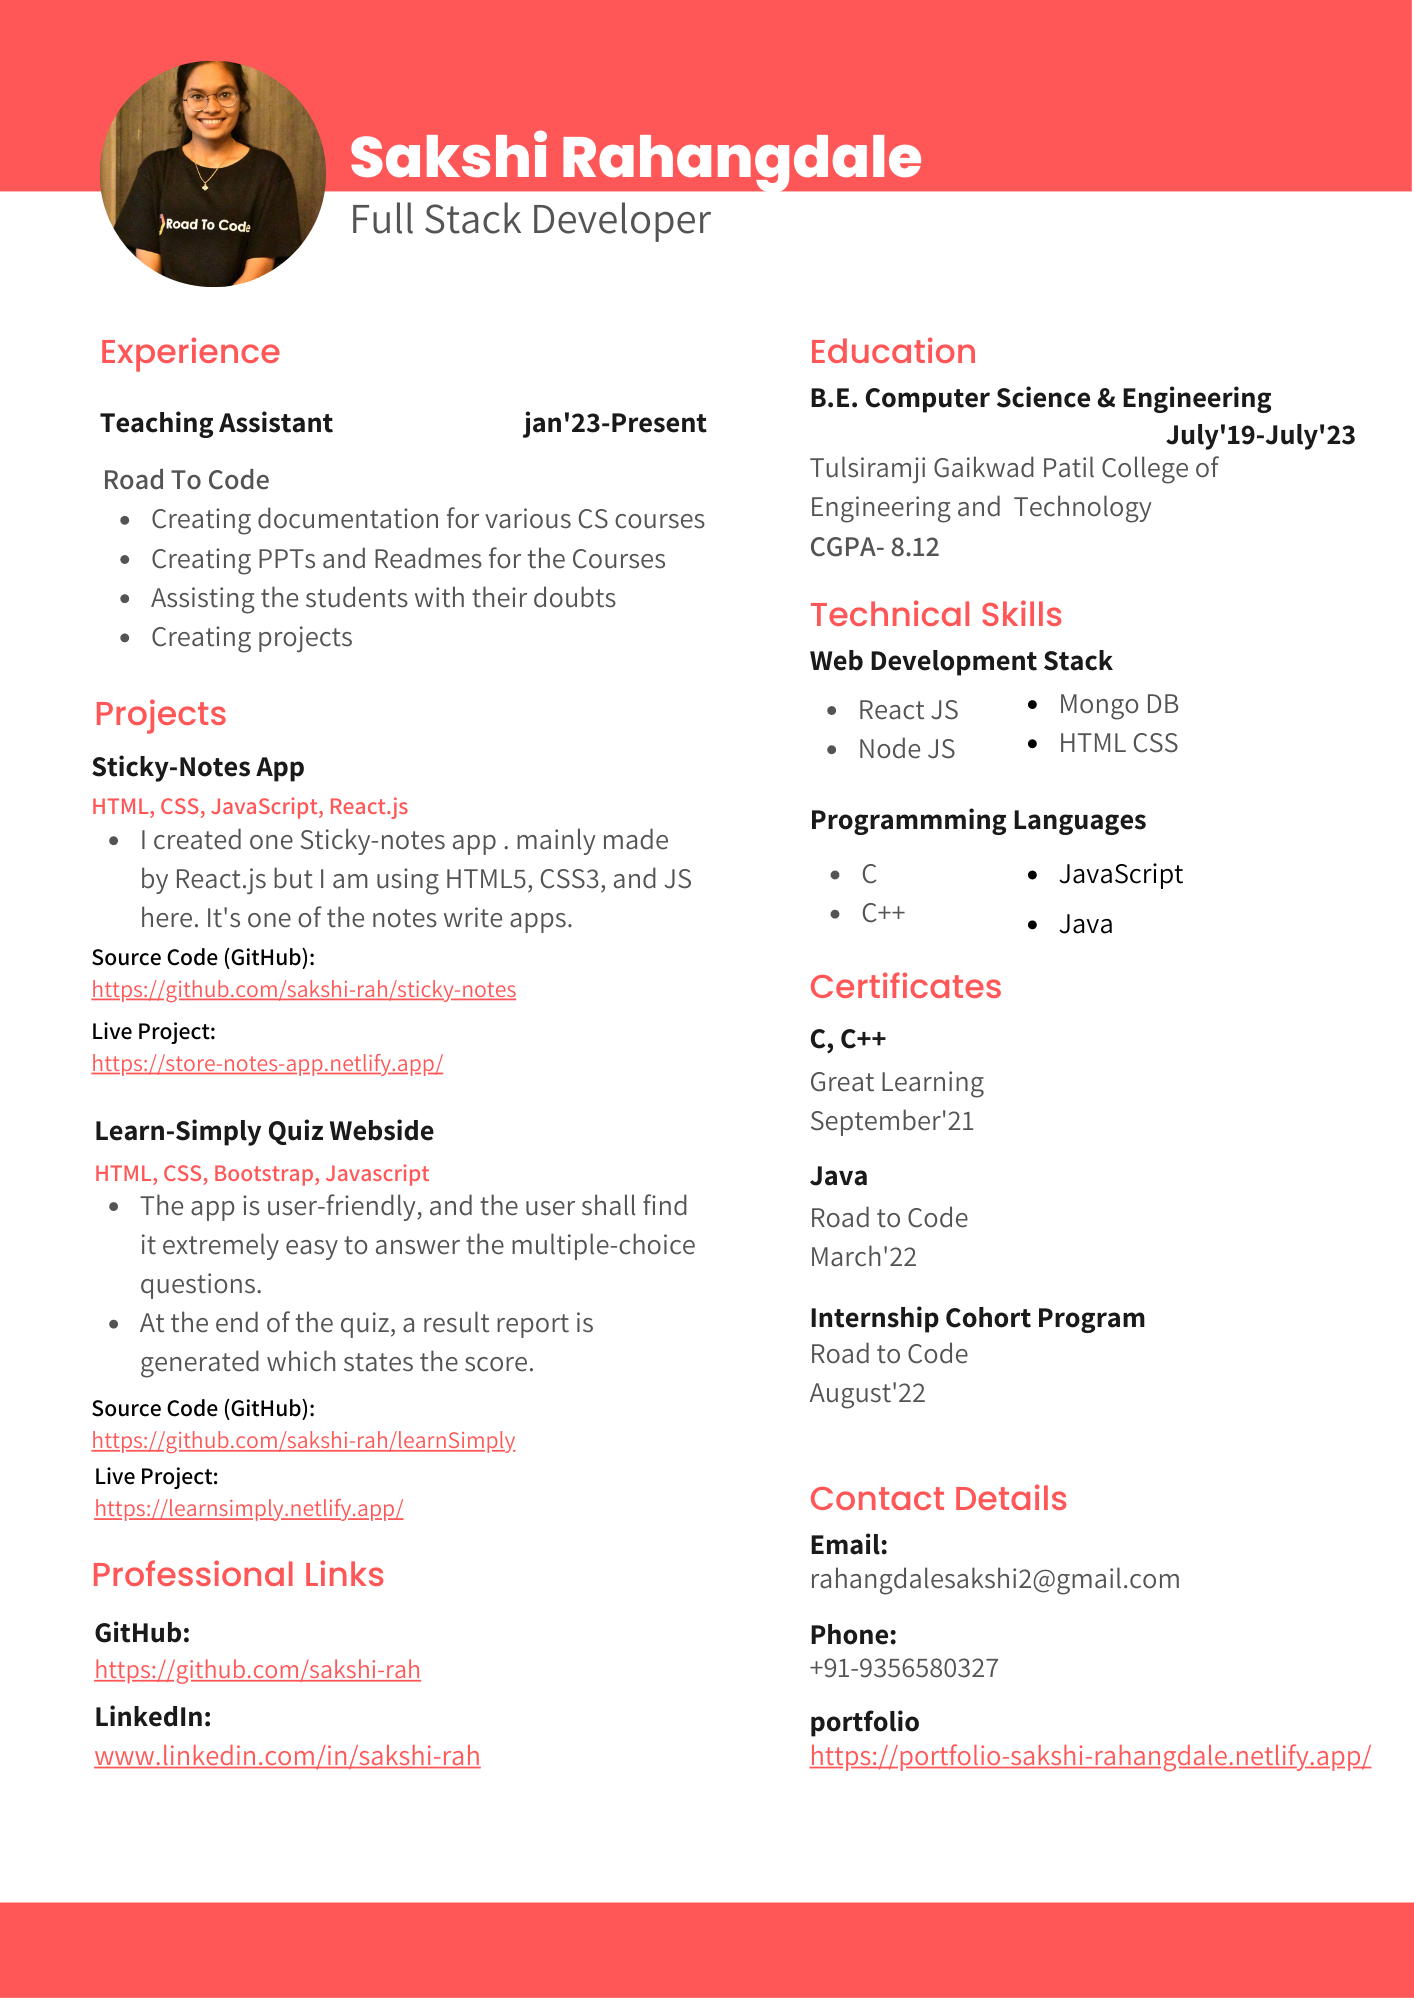 Road To Code
Sakshi Rahangdale
Full Stack Developer
Experience
Teaching Assistant jan'23-Present
Road To Code
• Creating documentation for various CS courses
• Creating PPTs and Readmes for the Courses
• Assisting the students with their doubts
• Creating projects
Projects
Sticky-Notes App
HTML, CSS, JavaScript, React.js
• I created one Sticky-notes app . mainly made
by React.js but I am using HTML5, CSS3, and JS
here. It's one of the notes write apps.
Source Code (GitHub):
https://github.com/sakshi-rah/sticky-notes
Live Project:
https://store-notes-app.netlify.app/
Learn-Simply Quiz Webside
HTML, CSS, Bootstrap, Javascript
• The app is user-friendly, and the user shall find
it extremely easy to answer the multiple-choice
questions.
• At the end of the quiz, a result report is
generated which states the score.
Source Code (GitHub):
https://github.com/sakshi-rah/learnSimply
Live Project:
https://learnsimply.netlify.app/
Professional Links
GitHub:
https://github.com/sakshi-rah
LinkedIn:
www.linkedin.com/in/sakshi-rah
Education
B.E. Computer Science & Engineering
July'19-July'23
Tulsiramji Gaikwad Patil College of
Engineering and Technology
CGPA- 8.12
Technical Skills
Web Development Stack
• React JS
• Node JS
• Mongo DB
• HTML CSS
Programmming Languages
• C
• C++
• JavaScript
• Java
Certificates
C, C++
Great Learning
September'21
Java
Road to Code
March'22
Internship Cohort Program
Road to Code
August'22
Contact Details
Email:
rahangdalesakshi2@gmail.com
Phone:
+91-9356580327
portfolio
https://portfolio-sakshi-rahangdale.netlify.app/